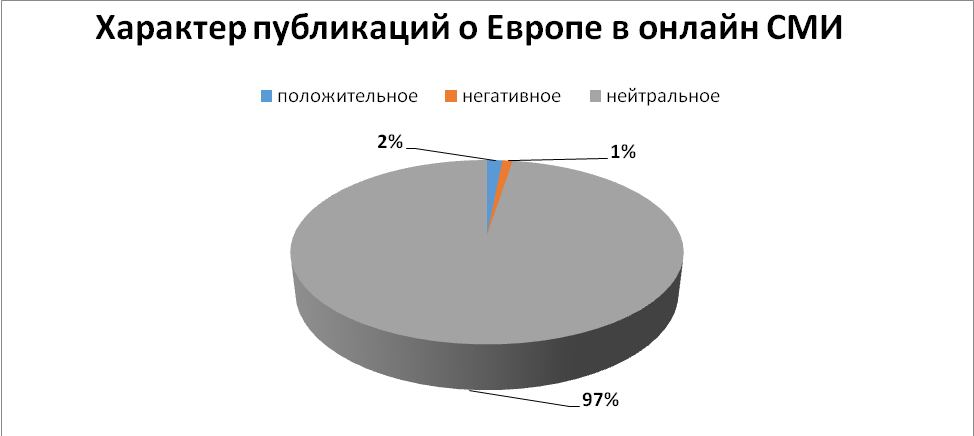 Характер публикаций о Европе в онлайн СМИ
положительное негативное нейтральное
2%
1%
97%